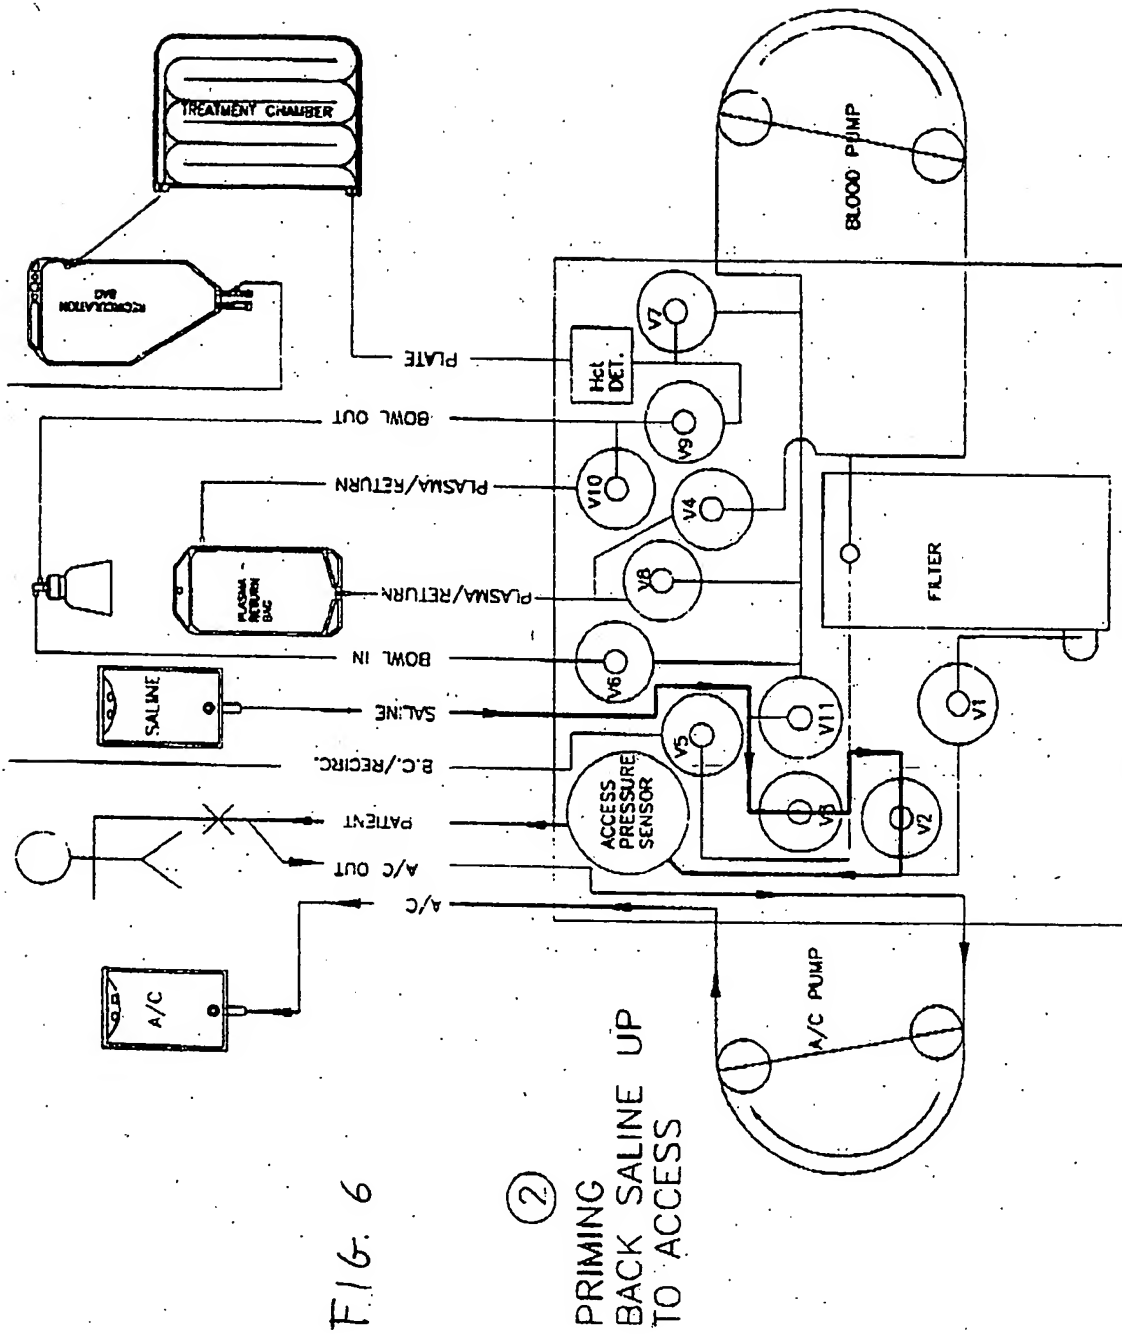 TREATMENT CHAMBER
RECIRCULATION
BAG
PLATE
BOWL OUT
PLASMA/RETURN
PLASMA
RETURN
BAG
PLASMA/RETURN
BOWL IN
SALINE
SALINE
B.C./RECIRC.
PATIENT
A/C OUT
A/C
A/C
Hct
DET.
V7
V9
V10
V4
V8
V6
V5
V11
V3
V2
V1
ACCESS
PRESSURE
SENSOR
FILTER
BLOOD PUMP
A/C PUMP
FIG. 6
2
PRIMING
BACK SALINE UP
TO ACCESS